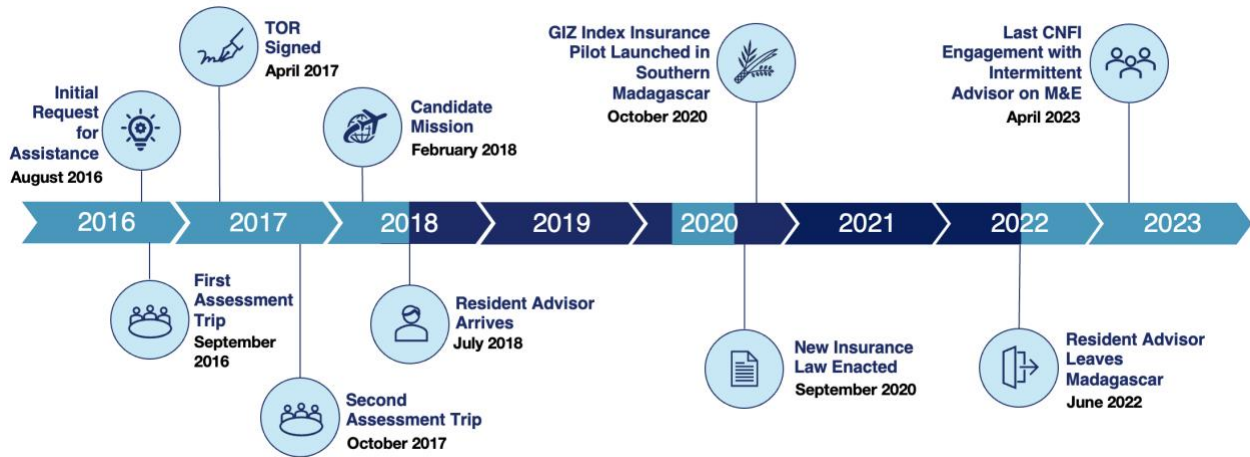 Initial
Request
for
Assistance
August 2016
TOR
Signed
April 2017
Candidate
Mission
February 2018
GIZ Index Insurance
Pilot Launched in
Southern
Madagascar
October 2020
Last CNFI
Engagement with
Intermittent
Advisor on M&E
April 2023
2016
2017
2018
2019
2020
2021
2022
2023
First
Assessment
Trip
September
2016
Second
Assessment Trip
October 2017
Resident Advisor
Arrives
July 2018
New Insurance
Law Enacted
September 2020
Resident Advisor
Leaves
Madagascar
June 2022